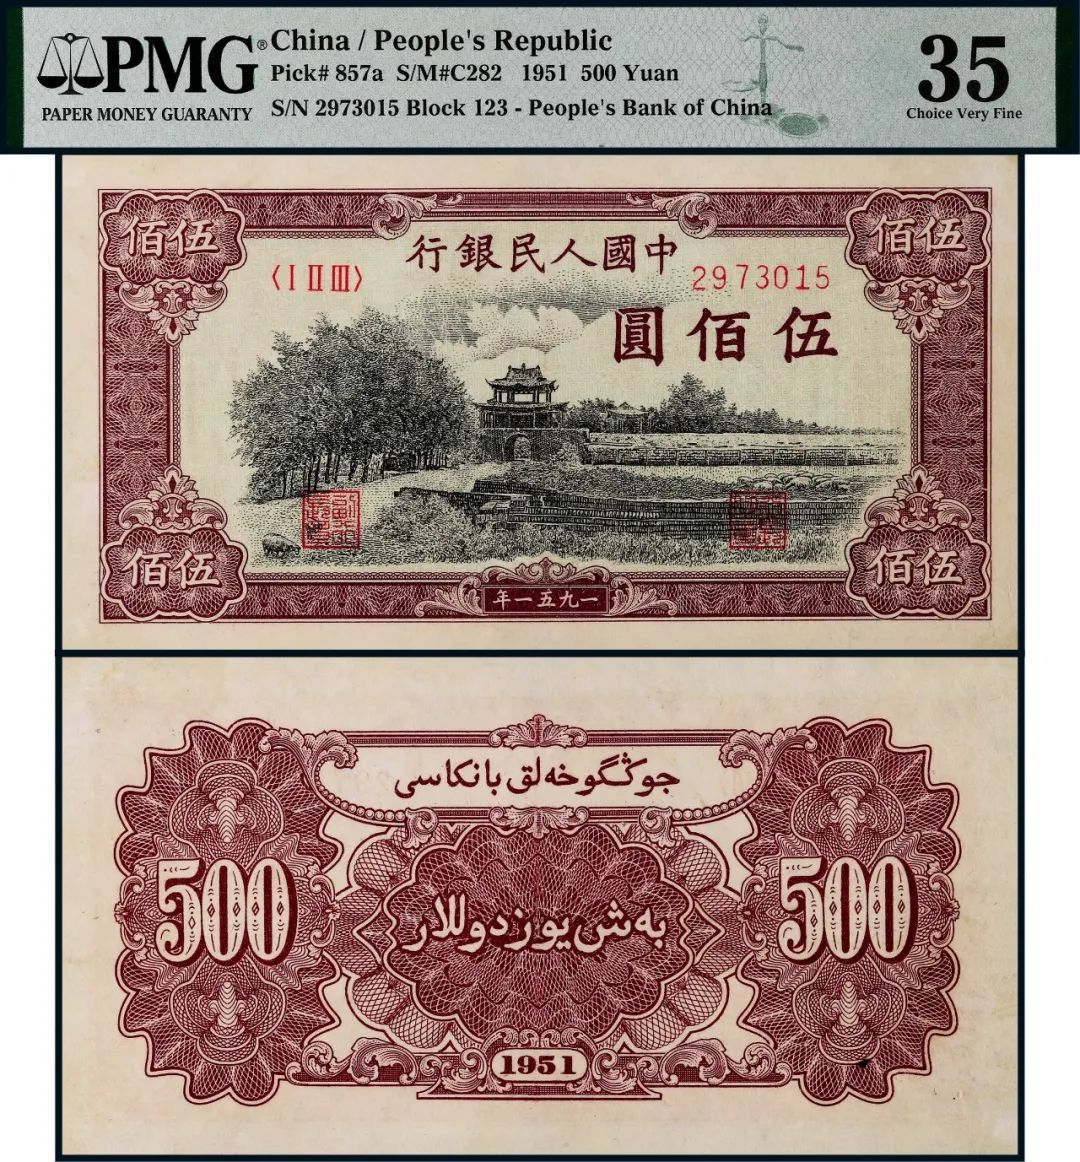 PMG®
PAPER MONEY GUARANTY
China / People's Republic
Pick# 857a S/M#C282 1951 500 Yuan
S/N 2973015 Block 123 - People's Bank of China
35
Choice Very Fine
佰伍
佰伍
行銀民人國中
〈Ⅰ Ⅱ Ⅲ〉
2973015
圓佰伍
佰伍
佰伍
年一五九一
جوڭگوخەلق بانكاسى
500
بەش يوزدوللار
500
1951